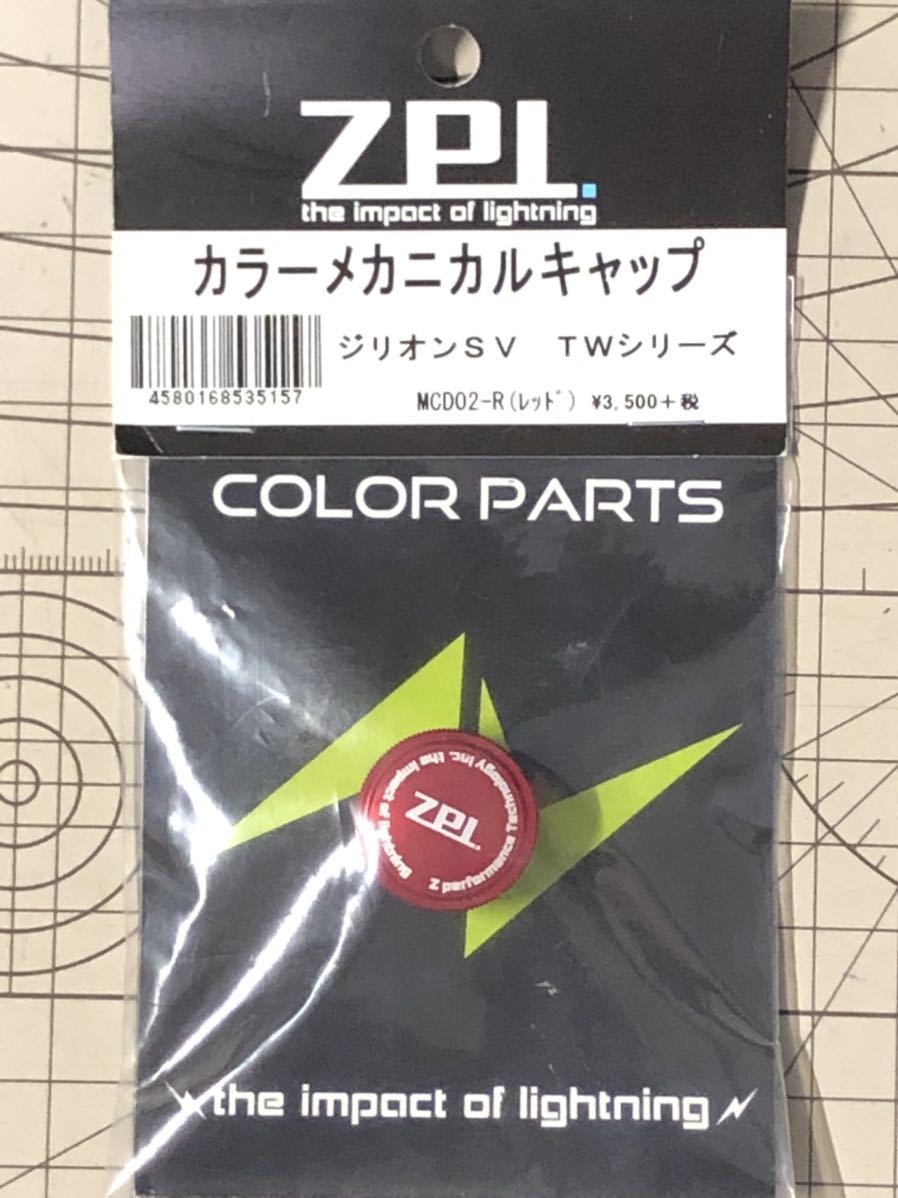 ZPI.
the impact of lightning
カラーメカニカルキャップ
ジリオンSV TWシリーズ
4580168535157
MCD02-R(レッド) ¥3,500+税
COLOR PARTS
Z performance Technology Inc. the impact of lightning
ZPI.
the impact of lightning